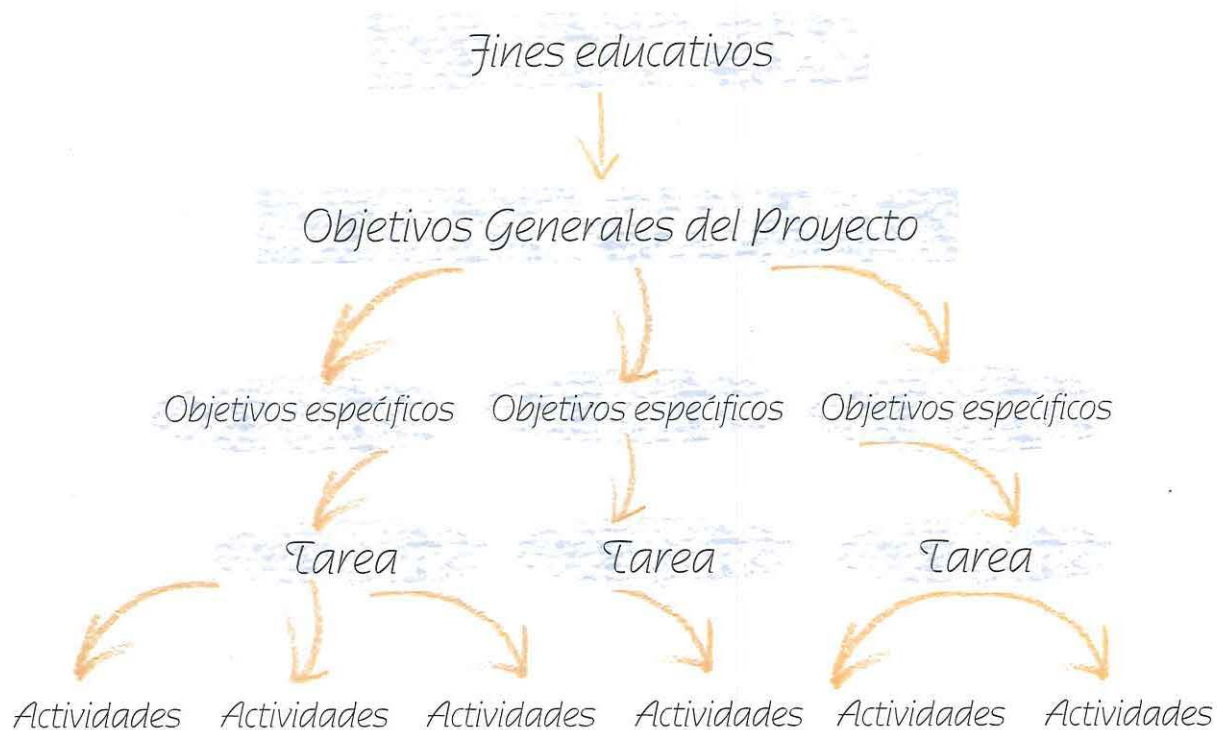 Fines educativos
Objetivos Generales del Proyecto
Objetivos específicos Objetivos específicos Objetivos específicos
Tarea Tarea Tarea
Actividades Actividades Actividades Actividades Actividades Actividades